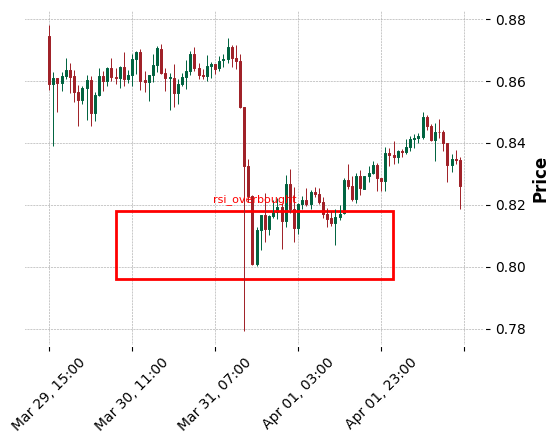 0.88
0.86
0.84
0.82
0.80
0.78
Price
rsi_overbought
Mar 29, 15:00
Mar 30, 11:00
Mar 31, 07:00
Apr 01, 03:00
Apr 01, 23:00